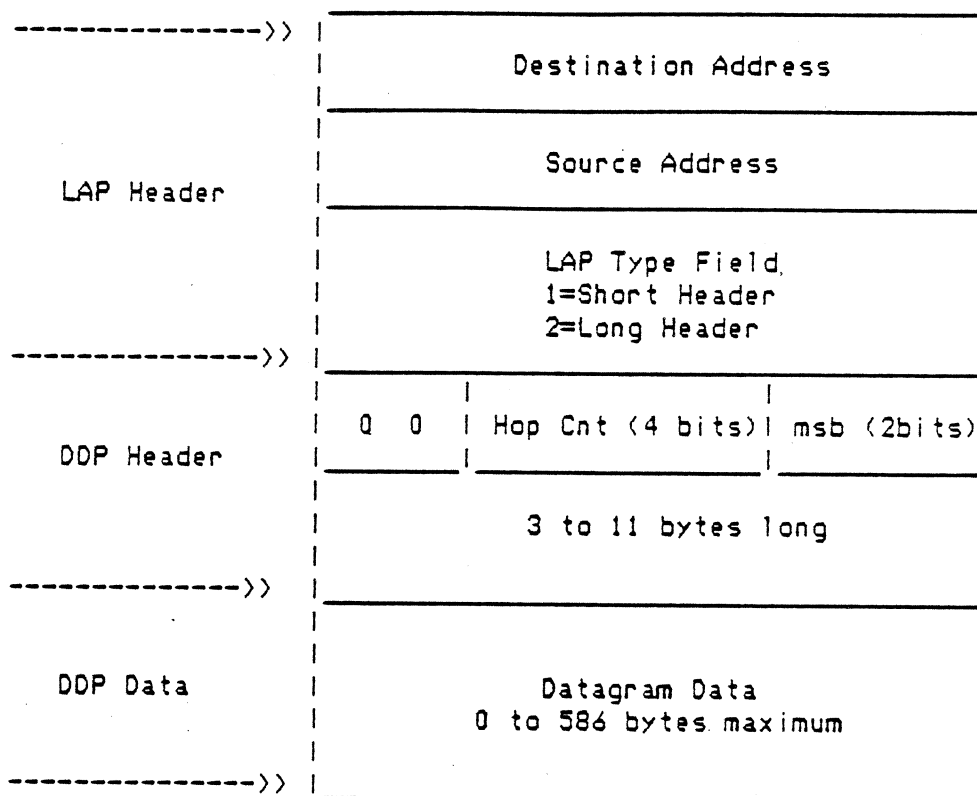 Destination Address
Source Address
LAP Header
LAP Type Field,
1=Short Header
2=Long Header
0 0 Hop Cnt (4 bits) msb (2bits)
DDP Header
3 to 11 bytes long
DDP Data
Datagram Data
0 to 586 bytes maximum